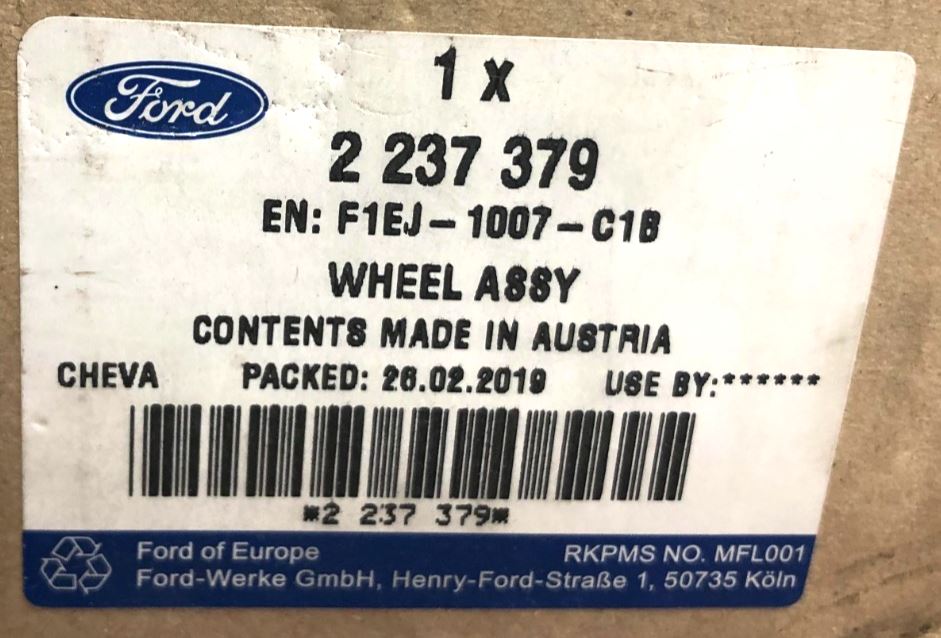 Ford
1 x
2 237 379
EN: F1EJ-1007-C1B
WHEEL ASSY
CONTENTS MADE IN AUSTRIA
CHEVA PACKED: 26.02.2019 USE BY:******
*2 237 379*
Ford of Europe RKPMS NO. MFL001
Ford-Werke GmbH, Henry-Ford-Straße 1, 50735 Köln